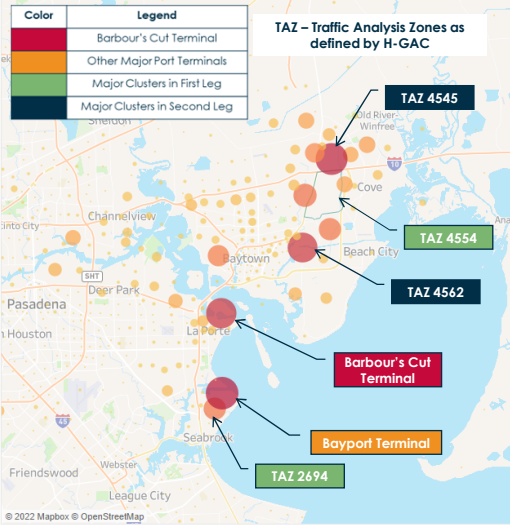 Color Legend
Barbour's Cut Terminal
Other Major Port Terminals
Major Clusters in First Leg
Major Clusters in Second Leg
TAZ – Traffic Analysis Zones as
defined by H-GAC
TAZ 4545
Sheldon
Old River-
Winfree
10
Cove
Channelview
TAZ 4554
Baytown
Beach City
SHT
Deer Park
TAZ 4562
Pasadena
La Porte
Barbour's Cut
Terminal
45
Bayport Terminal
Seabrook
Webster
TAZ 2694
Friendswood
League City
© 2022 Mapbox © OpenStreetMap